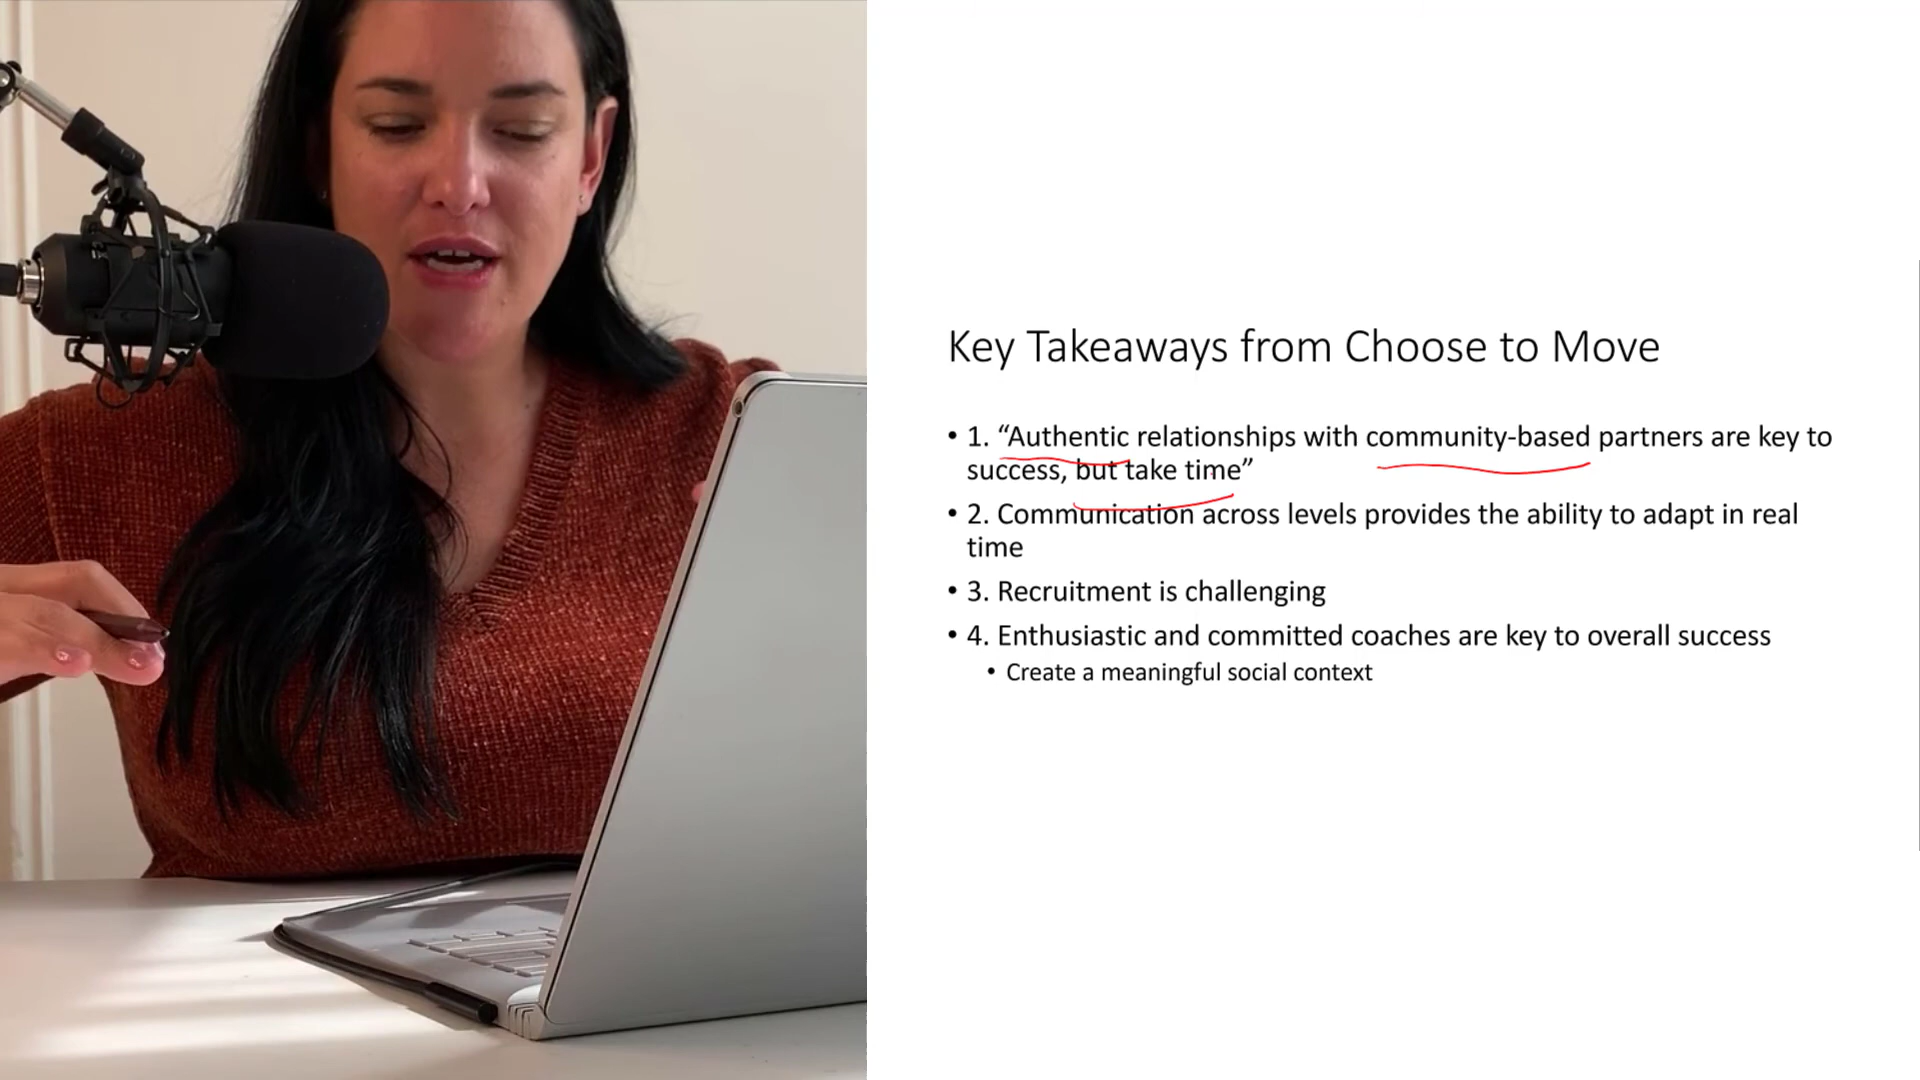 Key Takeaways from Choose to Move
• 1. “Authentic relationships with community-based partners are key to
success, but take time”
• 2. Communication across levels provides the ability to adapt in real
time
• 3. Recruitment is challenging
• 4. Enthusiastic and committed coaches are key to overall success
• Create a meaningful social context